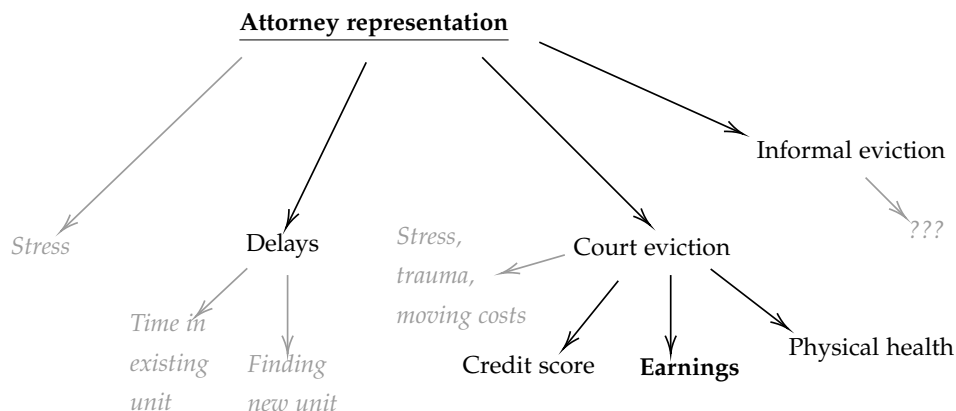 Attorney representation
Informal eviction
Stress
Delays
Stress,
trauma,
moving costs
Court eviction
???
Time in
existing
unit
Finding
new unit
Credit score
Earnings
Physical health